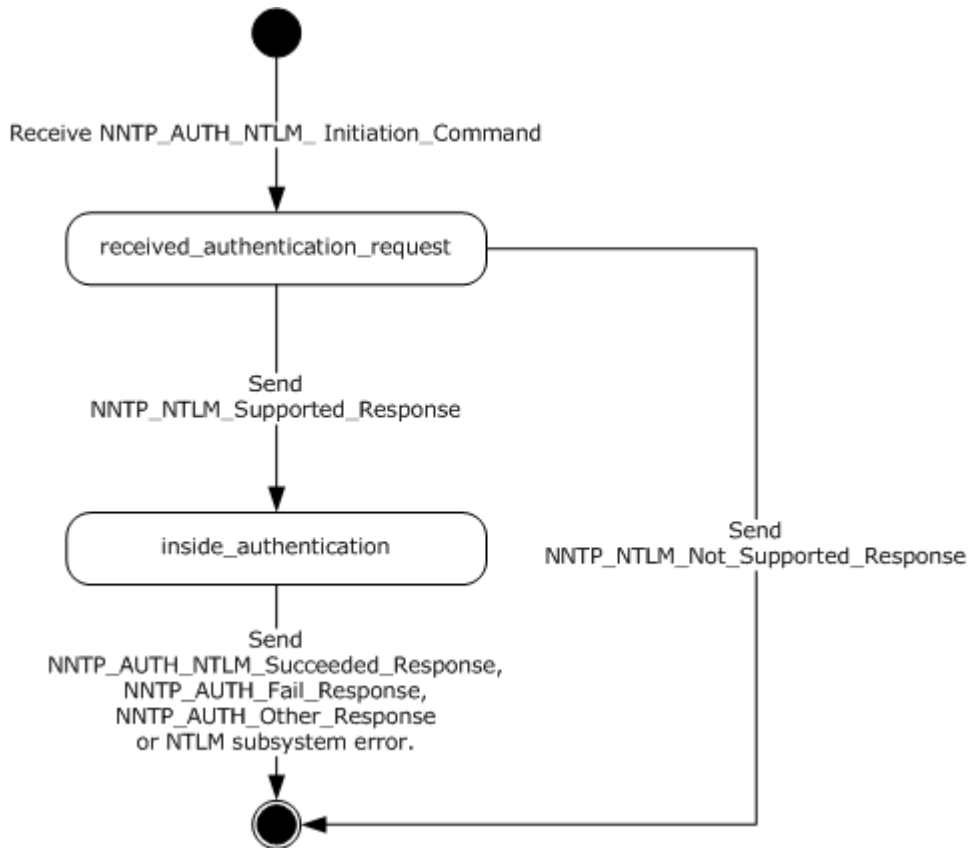 Receive NNTP_AUTH_NTLM_ Initiation_Command
received_authentication_request
Send
NNTP_NTLM_Supported_Response
inside_authentication
Send
NNTP_NTLM_Not_Supported_Response
Send
NNTP_AUTH_NTLM_Succeeded_Response,
NNTP_AUTH_Fail_Response,
NNTP_AUTH_Other_Response
or NTLM subsystem error.